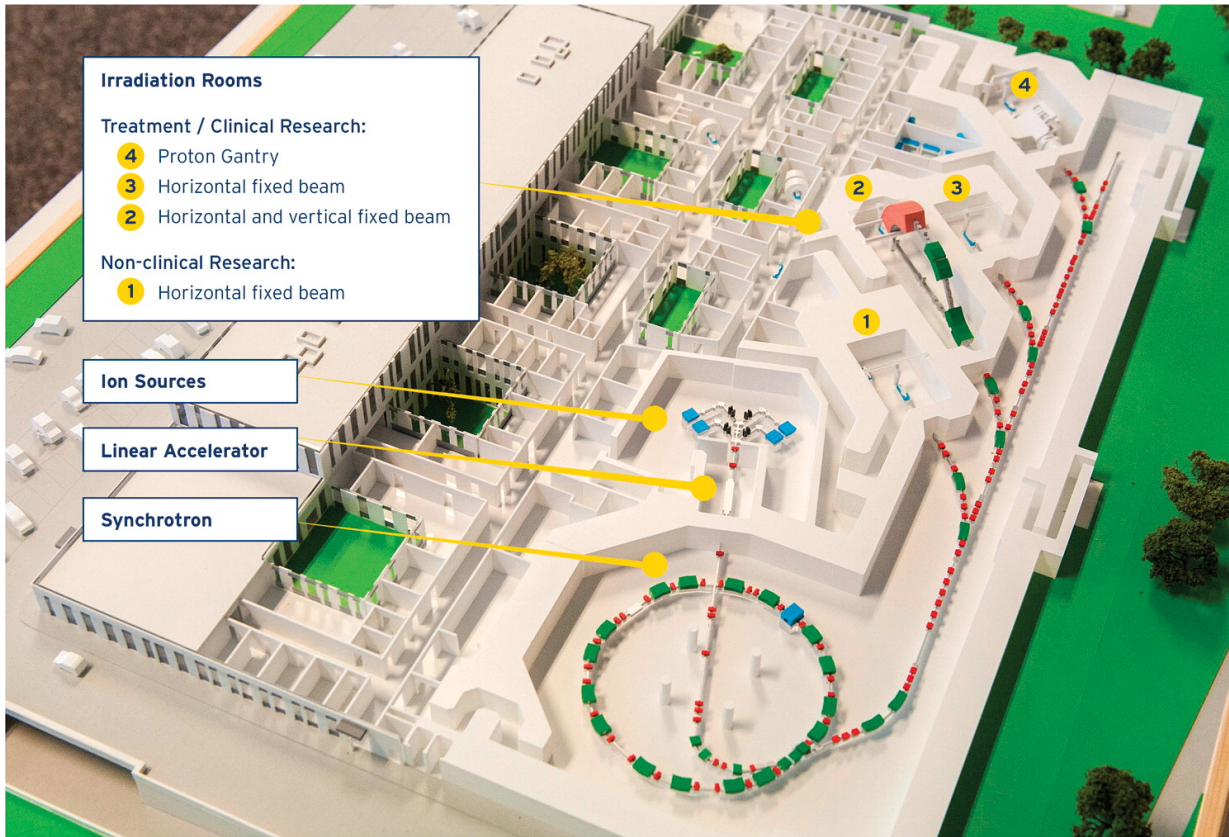 Irradiation Rooms
Treatment / Clinical Research:
4 Proton Gantry
3 Horizontal fixed beam
2 Horizontal and vertical fixed beam
Non-clinical Research:
1 Horizontal fixed beam
Ion Sources
Linear Accelerator
Synchrotron
4
2
3
1